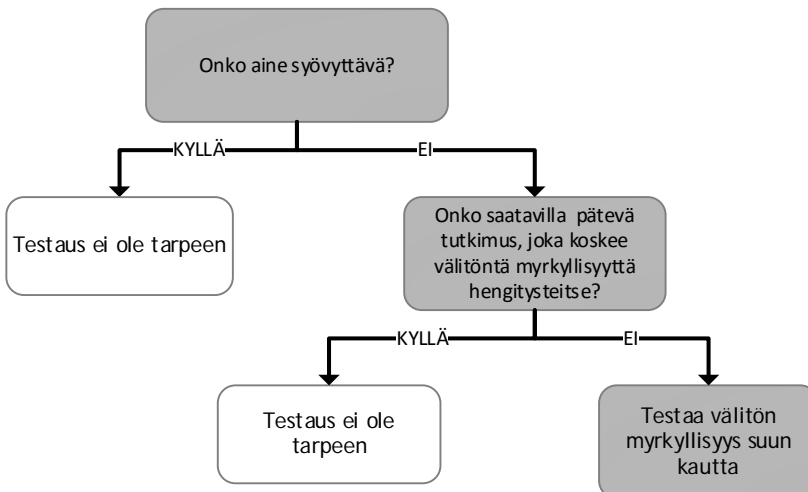 Onko aine syövyttävä?
KYLLÄ
EI
Testaus ei ole tarpeen
Onko saatavilla pätevä
tutkimus, joka koskee
välitöntä myrkyllisyyttä
hengitysteitse?
KYLLÄ
EI
Testaus ei ole
tarpeen
Testaa välitön
myrkyllisyys suun
kautta